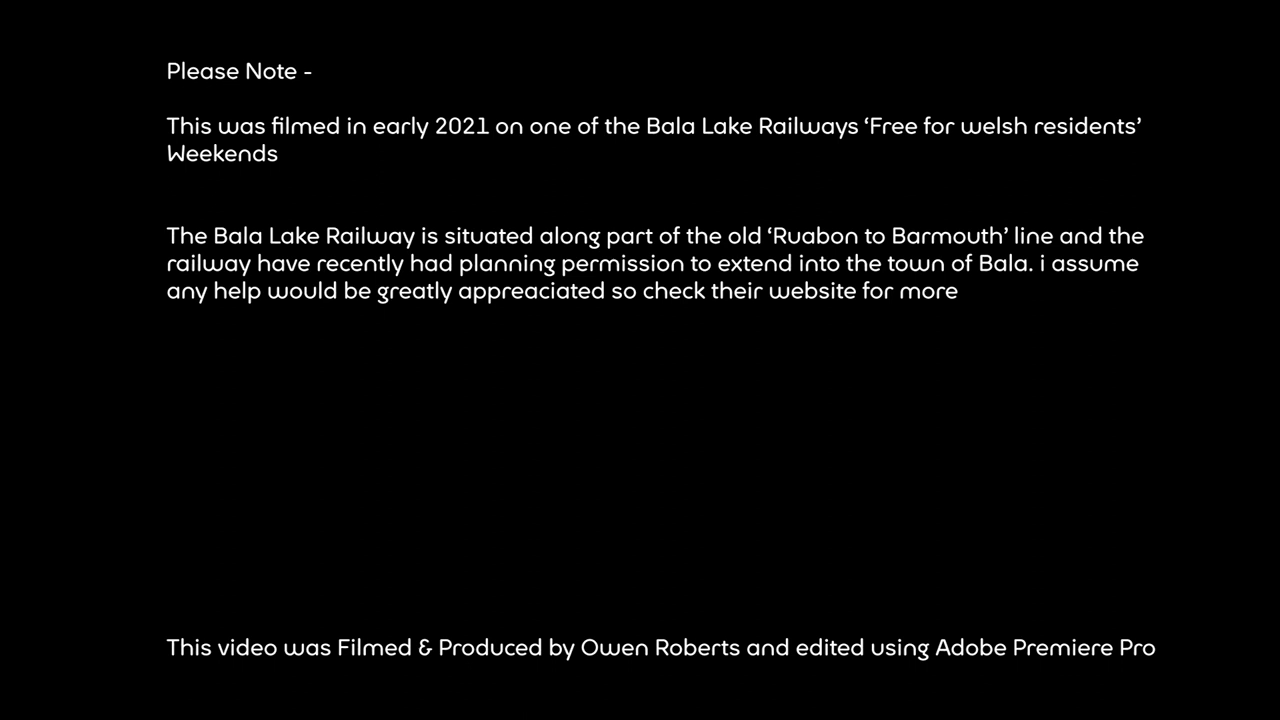 Please Note -
This was filmed in early 2021 on one of the Bala Lake Railways ‘Free for welsh residents’
Weekends
The Bala Lake Railway is situated along part of the old ‘Ruabon to Barmouth’ line and the
railway have recently had planning permission to extend into the town of Bala. i assume
any help would be greatly appreaciated so check their website for more
This video was Filmed & Produced by Owen Roberts and edited using Adobe Premiere Pro